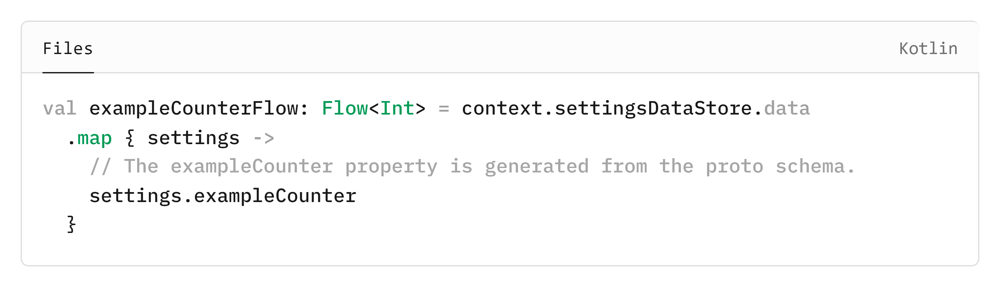 Files
Kotlin
val exampleCounterFlow: Flow<Int> = context.settingsDataStore.data
  .map { settings ->
    // The exampleCounter property is generated from the proto schema.
    settings.exampleCounter
  }